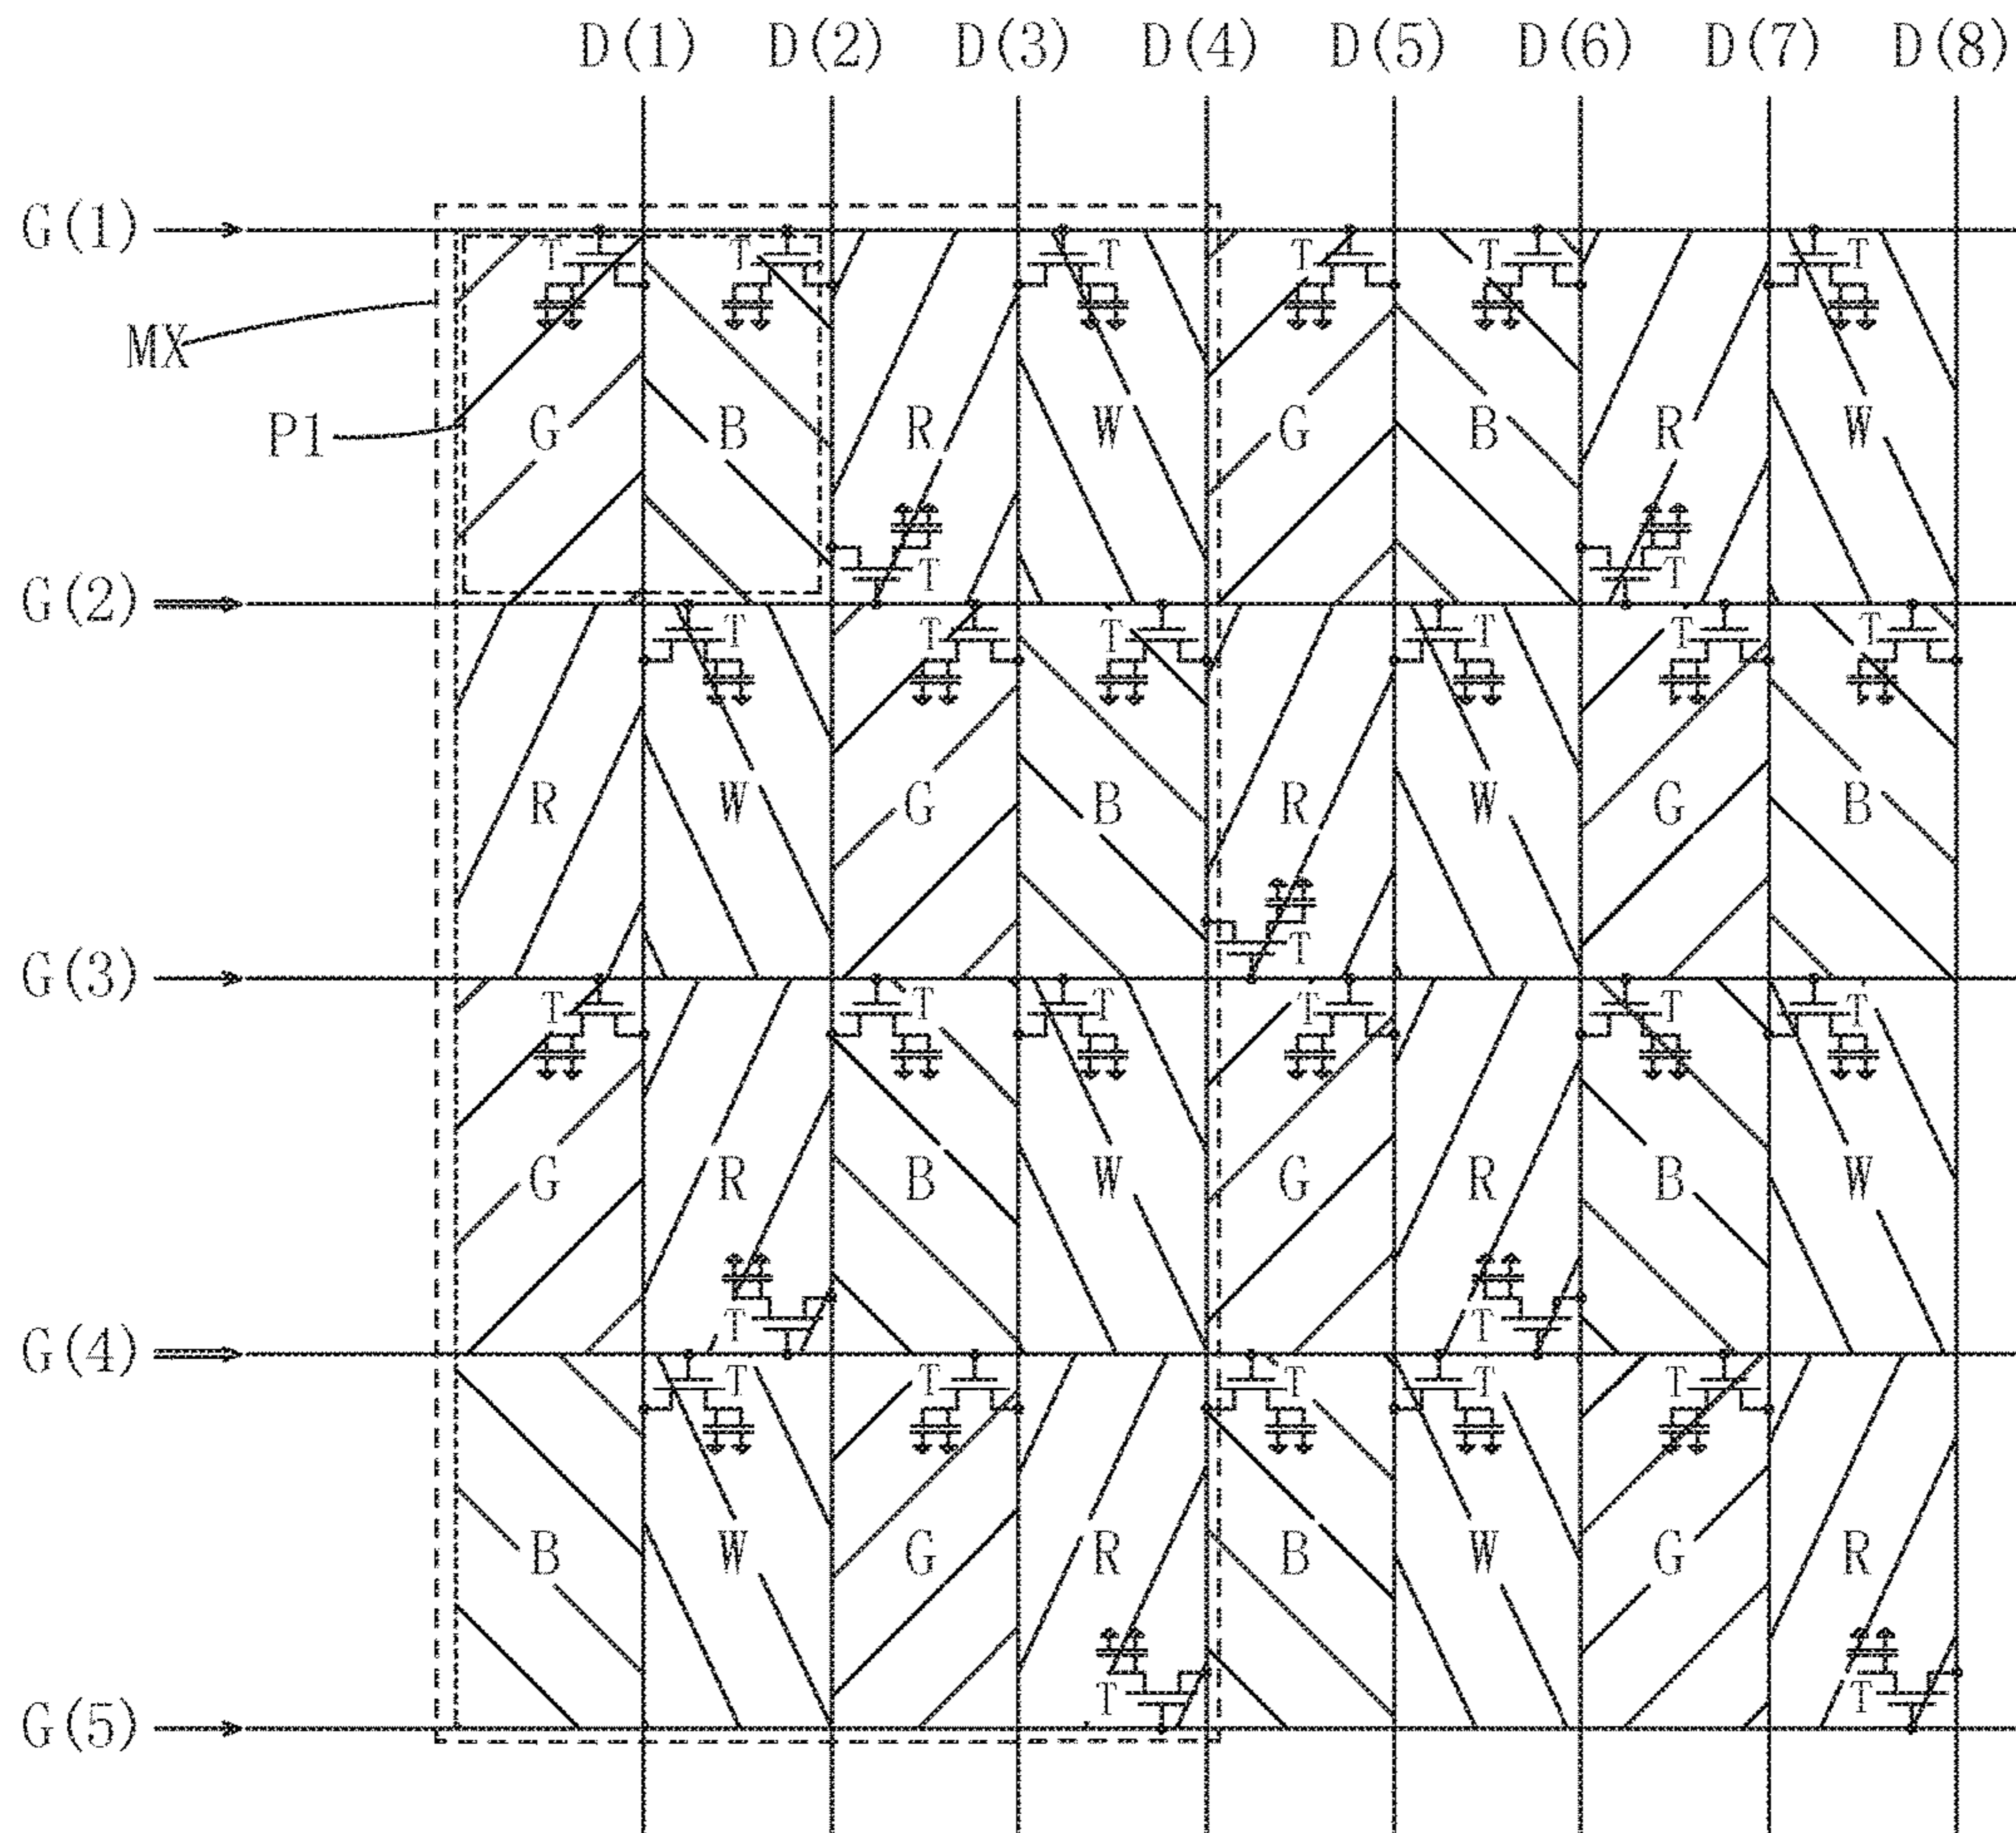 D(1) D(2) D(3) D(4) D(5) D(6) D(7) D(8)
G(1)
T T T T T T
MX
P1
G B R W G B R W
T T
G(2)
T T T T T T
R W G B R W G B
T
G(3)
T T T T T T
G R B W G R B W
T T
G(4)
T T T T T
B W G R B W G R
T T
G(5)